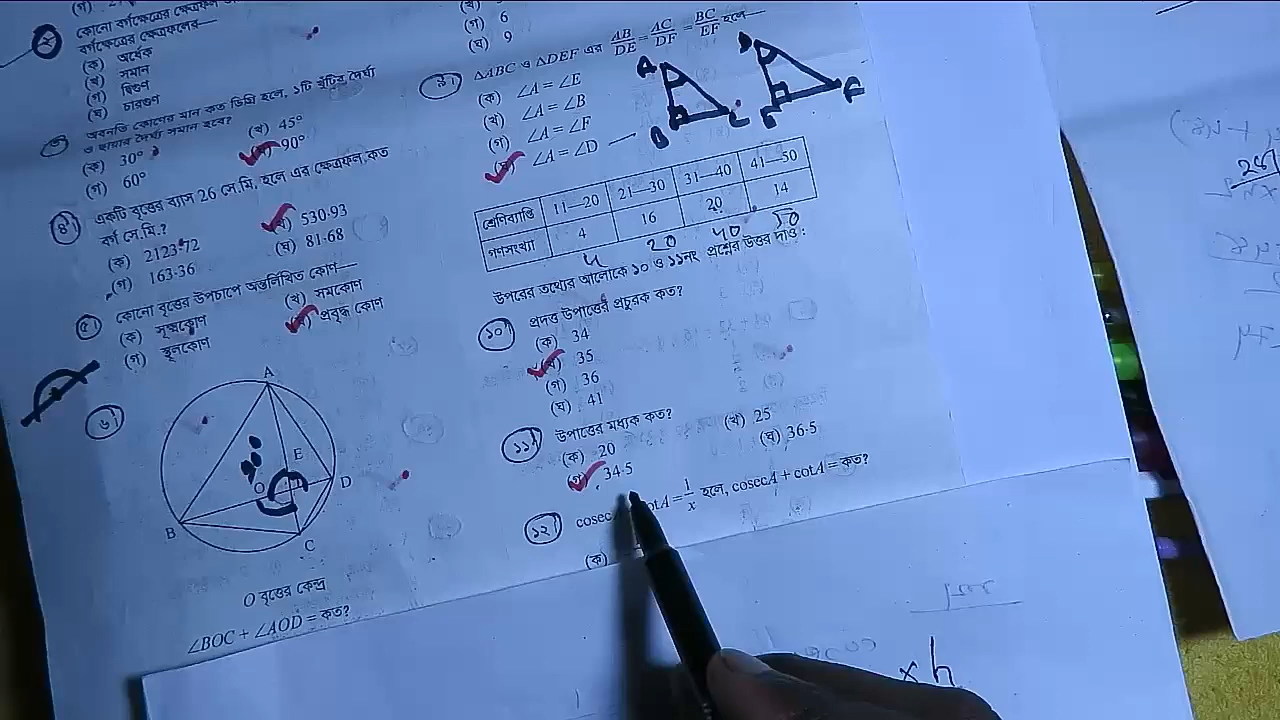 কোনো বর্গক্ষেত্রের ক্ষেত্রফল
বর্গক্ষেত্রের ক্ষেত্রফলের—
(ক) অর্ধেক
(খ) সমান
(গ) দ্বিগুণ
(ঘ) চারগুণ
৩। অবনতি কোণের মান কত ডিগ্রি হলে, ১টি খুঁটির দৈর্ঘ্য
ও ছায়ার দৈর্ঘ্য সমান হবে?
(ক) 30° (খ) 45°
(গ) 60° 90°
৪। একটি বৃত্তের ব্যাস 26 সে.মি. হলে এর ক্ষেত্রফল কত
বর্গ সে.মি.?
(ক) 2123·72 530·93
(গ) 163·36 (ঘ) 81·68
৫। কোনো বৃত্তের উপচাপে অন্তর্লিখিত কোণ—
(ক) সূক্ষ্মকোণ (খ) সমকোণ
(গ) স্থূলকোণ প্রবৃদ্ধ কোণ
৬।
A
E
O
D
B
C
O বৃত্তের কেন্দ্র
∠BOC + ∠AOD = কত?
(গ) 6
(ঘ) 9
৯। ΔABC ও ΔDEF এর AB/DE = AC/DF = BC/EF হলে—
(ক) ∠A = ∠E
(খ) ∠A = ∠B
(গ) ∠A = ∠F
∠A = ∠D
শ্রেণিব্যাপ্তি 11—20 21—30 31—40 41—50
গণসংখ্যা 4 16 20 14
20 40
উপরের তথ্যের আলোকে ১০ ও ১১নং প্রশ্নের উত্তর দাও :
১০। প্রদত্ত উপাত্তের প্রচুরক কত?
(ক) 34
35
(গ) 36
(ঘ) 41
১১। উপাত্তের মধ্যক কত?
(ক) 20 (খ) 25
34·5 (ঘ) 36·5
১২। cosec cotA = 1/x হলে, cosecA + cotA = কত?
(ক)